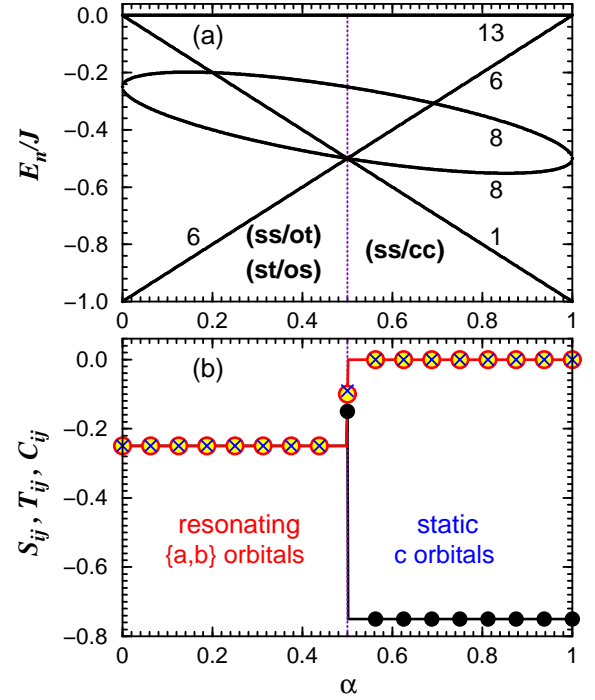 0.0
−0.2
−0.4
−0.6
−0.8
−1.0
E_n/J
(a)
13
6
8
8
6
(ss/ot)
(st/os)
(ss/cc)
1
0
0.2
0.4
0.6
0.8
1
0.0
−0.2
−0.4
−0.6
−0.8
S_ij , T_ij , C_ij
(b)
resonating
{a,b} orbitals
static
c orbitals
0
0.2
0.4
0.6
0.8
1
α